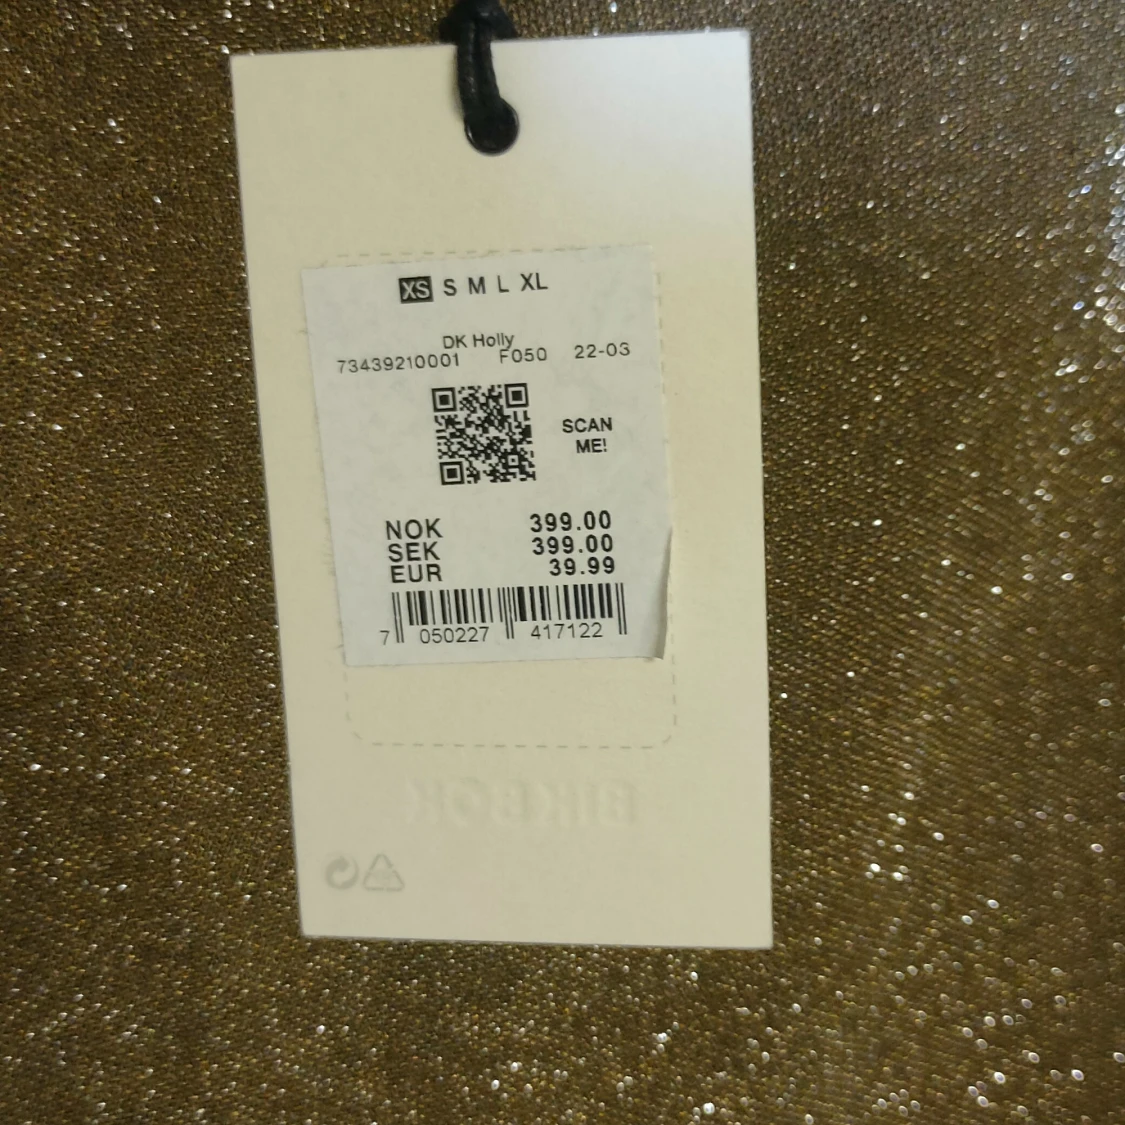 XS S M L XL
DK Holly
73439210001 F050 22-03
SCAN
ME!
NOK 399.00
SEK 399.00
EUR 39.99
7 050227 417122
BIKBOK